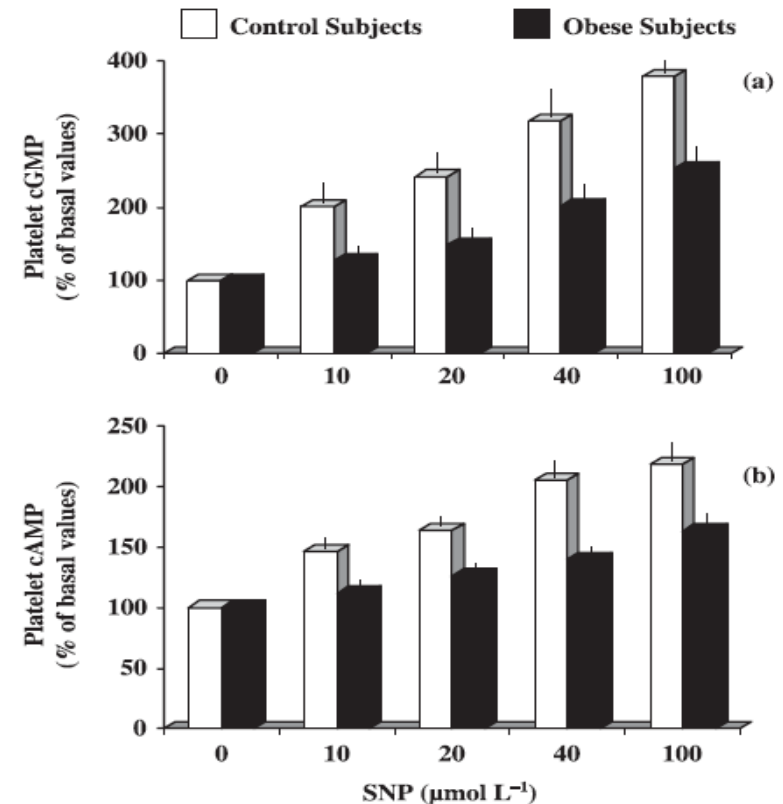 Control Subjects Obese Subjects
(a)
Platelet cGMP
(% of basal values)
400
300
200
100
0
0 10 20 40 100
(b)
Platelet cAMP
(% of basal values)
250
200
150
100
50
0
0 10 20 40 100
SNP (μmol L⁻¹)